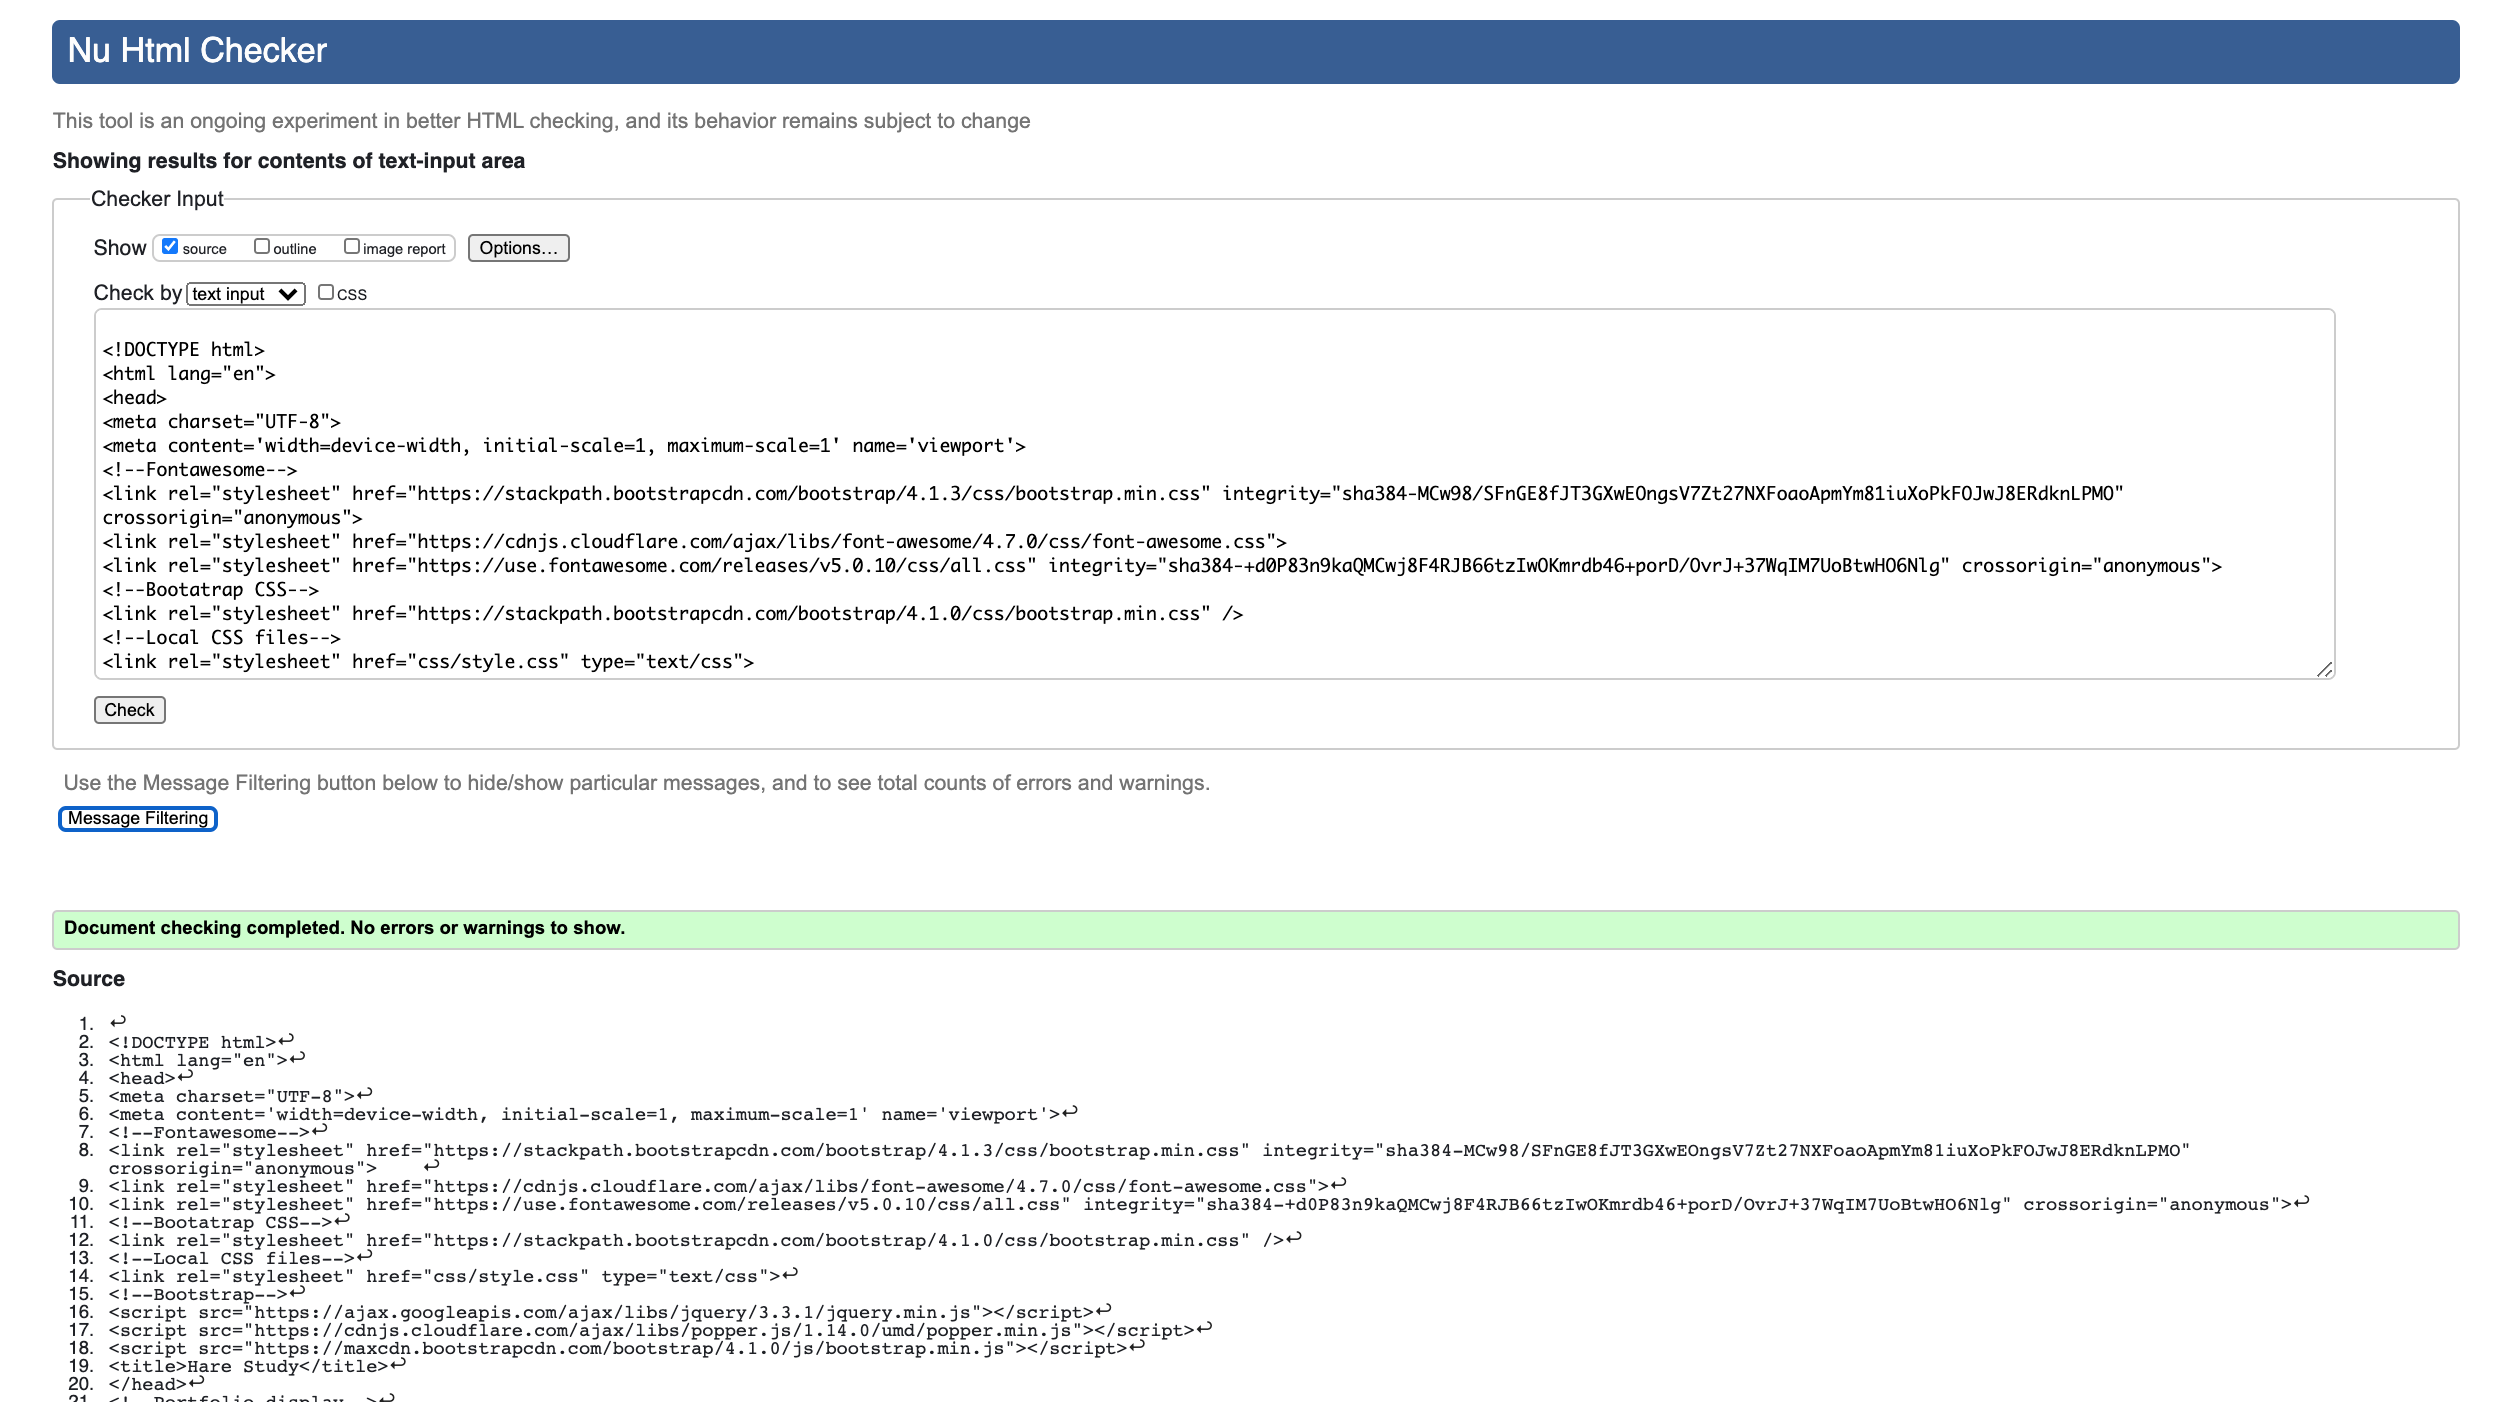 Nu Html Checker
This tool is an ongoing experiment in better HTML checking, and its behavior remains subject to change
Showing results for contents of text-input area
Checker Input
Show source outline image report Options...
Check by text input CSS
<!DOCTYPE html>
<html lang="en">
<head>
<meta charset="UTF-8">
<meta content='width=device-width, initial-scale=1, maximum-scale=1' name='viewport'>
<!--Fontawesome-->
<link rel="stylesheet" href="https://stackpath.bootstrapcdn.com/bootstrap/4.1.3/css/bootstrap.min.css" integrity="sha384-MCw98/SFnGE8fJT3GXwEOngsV7Zt27NXFoaoApmYm81iuXoPkFOJwJ8ERdknLPMO"
crossorigin="anonymous">
<link rel="stylesheet" href="https://cdnjs.cloudflare.com/ajax/libs/font-awesome/4.7.0/css/font-awesome.css">
<link rel="stylesheet" href="https://use.fontawesome.com/releases/v5.0.10/css/all.css" integrity="sha384-+d0P83n9kaQMCwj8F4RJB66tzIwOKmrdb46+porD/OvrJ+37WqIM7UoBtwHO6Nlg" crossorigin="anonymous">
<!--Bootatrap CSS-->
<link rel="stylesheet" href="https://stackpath.bootstrapcdn.com/bootstrap/4.1.0/css/bootstrap.min.css" />
<!--Local CSS files-->
<link rel="stylesheet" href="css/style.css" type="text/css">
Check
Use the Message Filtering button below to hide/show particular messages, and to see total counts of errors and warnings.
Message Filtering
Document checking completed. No errors or warnings to show.
Source
1. ↩
2. <!DOCTYPE html>↩
3. <html lang="en">↩
4. <head>↩
5. <meta charset="UTF-8">↩
6. <meta content='width=device-width, initial-scale=1, maximum-scale=1' name='viewport'>↩
7. <!--Fontawesome-->↩
8. <link rel="stylesheet" href="https://stackpath.bootstrapcdn.com/bootstrap/4.1.3/css/bootstrap.min.css" integrity="sha384-MCw98/SFnGE8fJT3GXwEOngsV7Zt27NXFoaoApmYm81iuXoPkFOJwJ8ERdknLPMO"
crossorigin="anonymous"> ↩
9. <link rel="stylesheet" href="https://cdnjs.cloudflare.com/ajax/libs/font-awesome/4.7.0/css/font-awesome.css">↩
10. <link rel="stylesheet" href="https://use.fontawesome.com/releases/v5.0.10/css/all.css" integrity="sha384-+d0P83n9kaQMCwj8F4RJB66tzIwOKmrdb46+porD/OvrJ+37WqIM7UoBtwHO6Nlg" crossorigin="anonymous">↩
11. <!--Bootatrap CSS-->↩
12. <link rel="stylesheet" href="https://stackpath.bootstrapcdn.com/bootstrap/4.1.0/css/bootstrap.min.css" />↩
13. <!--Local CSS files-->↩
14. <link rel="stylesheet" href="css/style.css" type="text/css">↩
15. <!--Bootstrap-->↩
16. <script src="https://ajax.googleapis.com/ajax/libs/jquery/3.3.1/jquery.min.js"></script>↩
17. <script src="https://cdnjs.cloudflare.com/ajax/libs/popper.js/1.14.0/umd/popper.min.js"></script>↩
18. <script src="https://maxcdn.bootstrapcdn.com/bootstrap/4.1.0/js/bootstrap.min.js"></script>↩
19. <title>Hare Study</title>↩
20. </head>↩
21. <!--Portfolio display-->↩